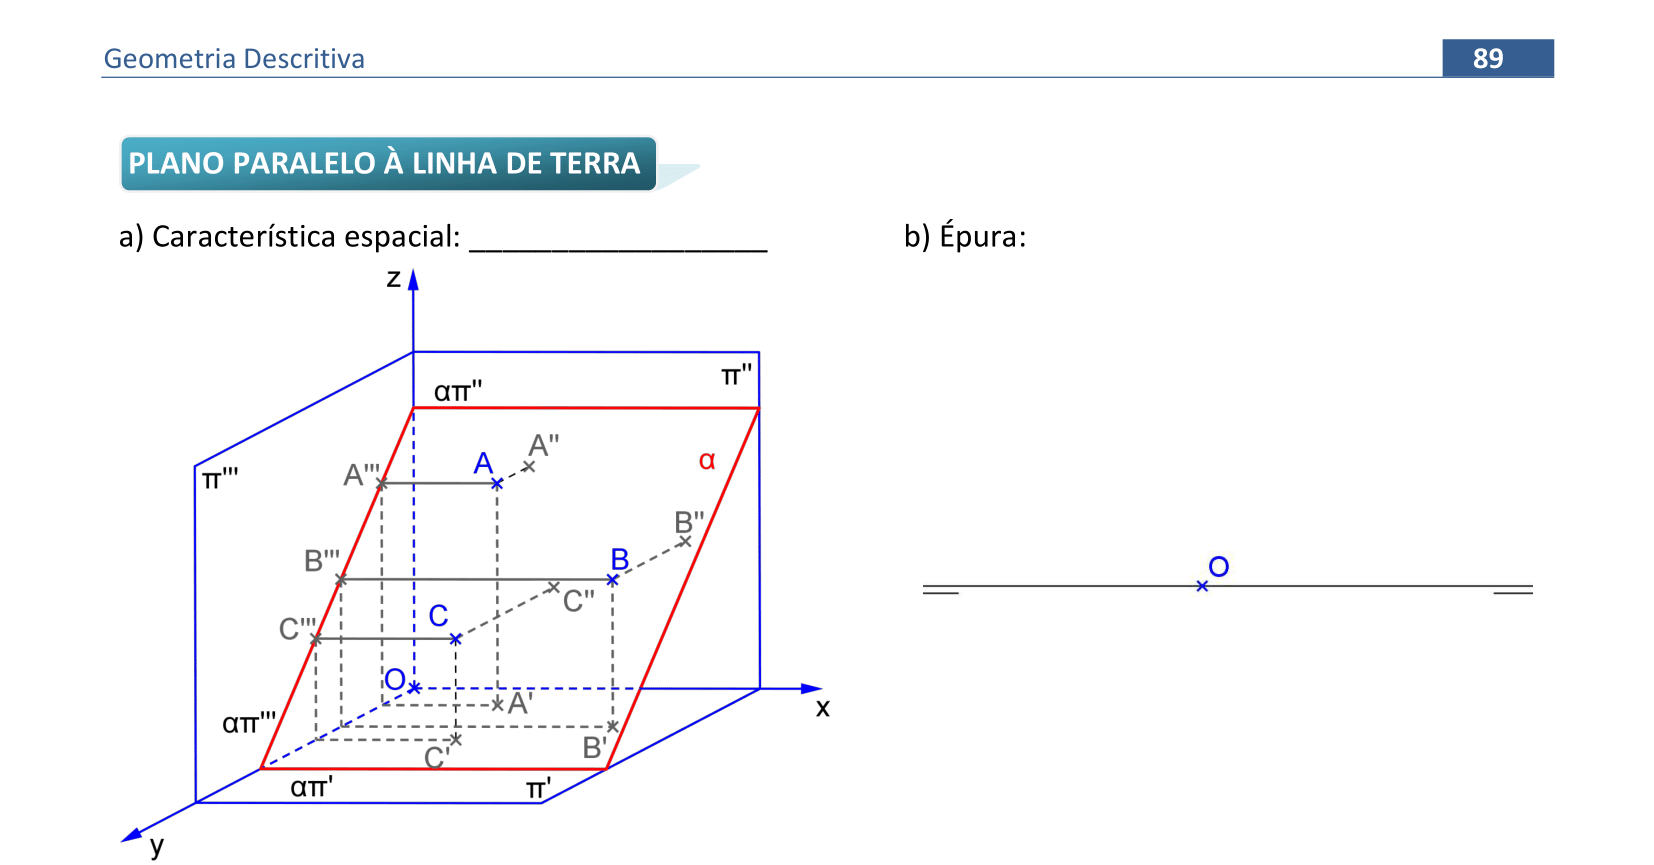 Geometria Descritiva 89
PLANO PARALELO À LINHA DE TERRA
a) Característica espacial: ____________________ b) Épura:
z
π''
απ''
A''
π'''
A'''
A
α
B''
B'''
B
C''
C'''
C
O
O
A'
x
απ'''
B'
C'
απ'
π'
y